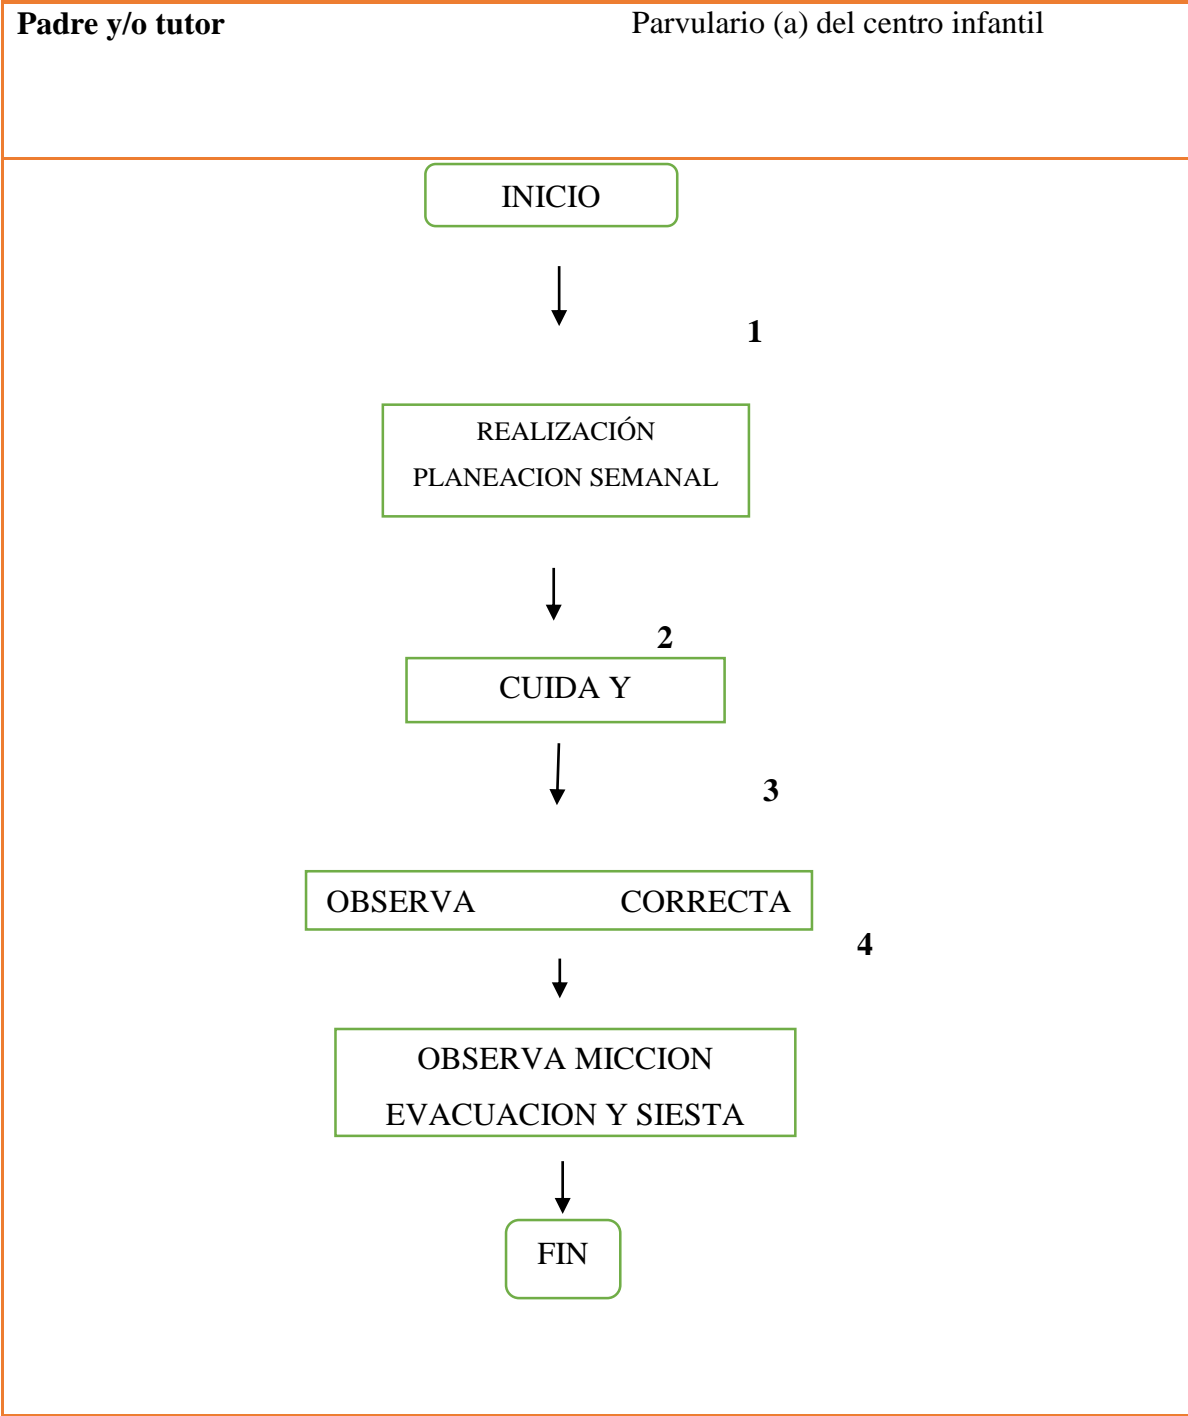 Padre y/o tutor Parvulario (a) del centro infantil
INICIO
1
REALIZACIÓN
PLANEACION SEMANAL
2
CUIDA Y
3
OBSERVA CORRECTA
4
OBSERVA MICCION
EVACUACION Y SIESTA
FIN